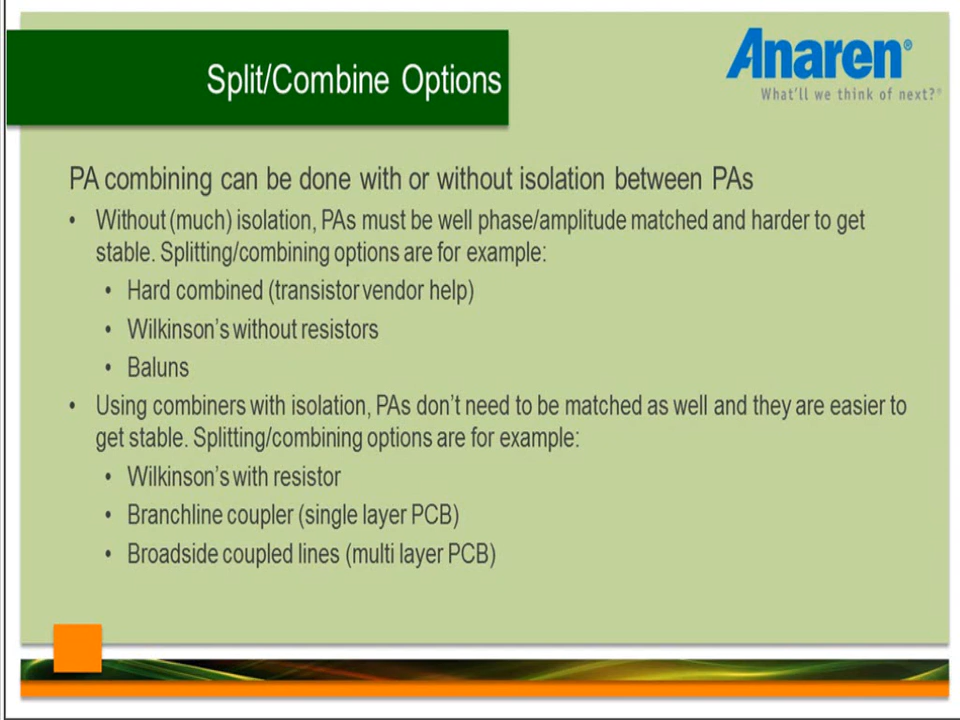 Split/Combine Options
Anaren®
What'll we think of next?®
PA combining can be done with or without isolation between PAs
• Without (much) isolation, PAs must be well phase/amplitude matched and harder to get
stable. Splitting/combining options are for example:
• Hard combined (transistor vendor help)
• Wilkinson's without resistors
• Baluns
• Using combiners with isolation, PAs don't need to be matched as well and they are easier to
get stable. Splitting/combining options are for example:
• Wilkinson's with resistor
• Branchline coupler (single layer PCB)
• Broadside coupled lines (multi layer PCB)